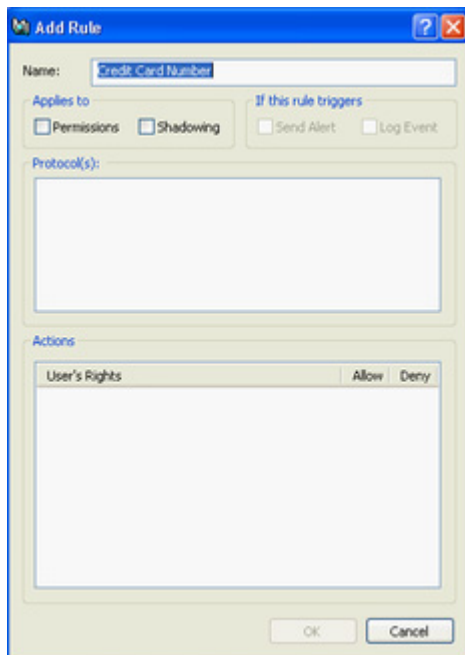 Add Rule
Name: Credit Card Number
Applies to
Permissions Shadowing
If this rule triggers
Send Alert Log Event
Protocol(s):
Actions
User's Rights Allow Deny
OK Cancel